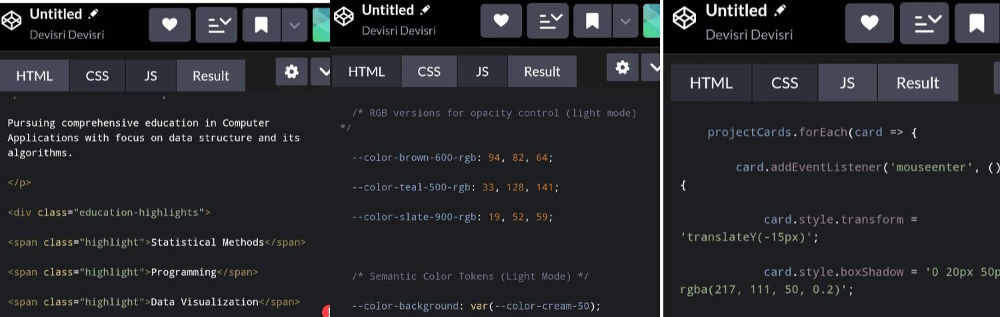 Untitled
Devisri Devisri
HTML CSS JS Result
Pursuing comprehensive education in Computer
Applications with focus on data structure and its
algorithms.
</p>
<div class="education-highlights">
<span class="highlight">Statistical Methods</span>
<span class="highlight">Programming</span>
<span class="highlight">Data Visualization</span>
Untitled
Devisri Devisri
HTML CSS JS Result
/* RGB versions for opacity control (light mode)
*/
--color-brown-600-rgb: 94, 82, 64;
--color-teal-500-rgb: 33, 128, 141;
--color-slate-900-rgb: 19, 52, 59;
/* Semantic Color Tokens (Light Mode) */
--color-background: var(--color-cream-50);
Untitled
Devisri Devisri
HTML CSS JS Result
projectCards.forEach(card => {
card.addEventListener('mouseenter', ()
{
card.style.transform =
'translateY(-15px)';
card.style.boxShadow = '0 20px 50p
rgba(217, 111, 50, 0.2)';